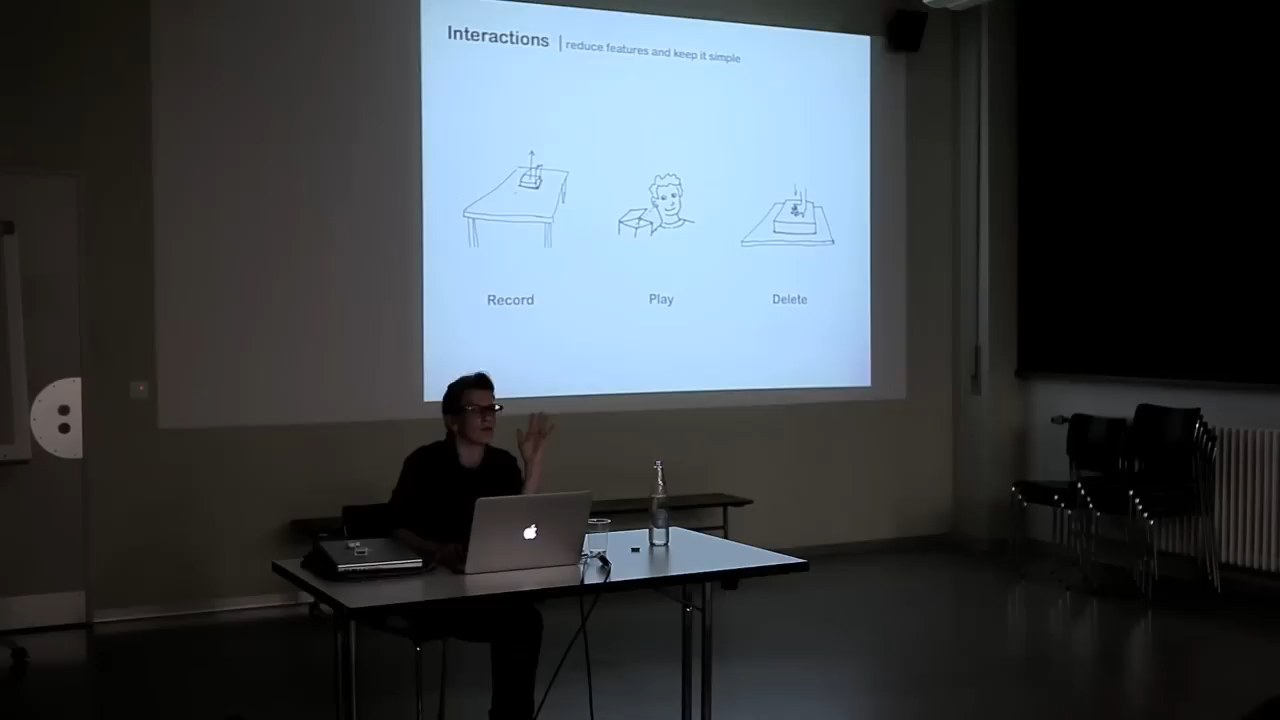 Interactions | reduce features and keep it simple
Record Play Delete